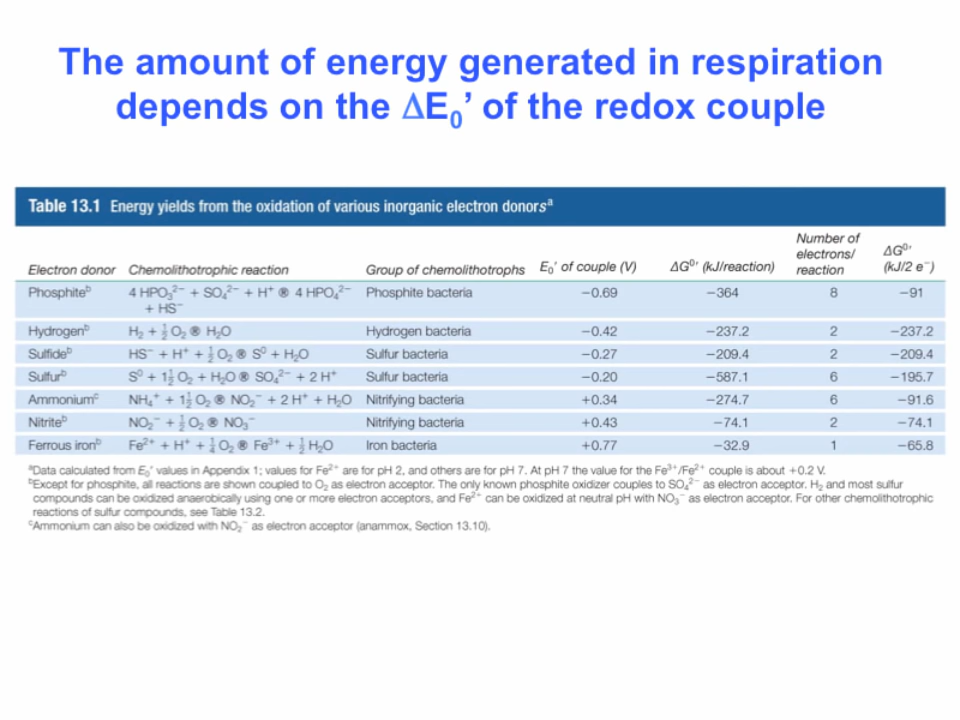 The amount of energy generated in respiration
depends on the ΔE₀’ of the redox couple
Table 13.1 Energy yields from the oxidation of various inorganic electron donorsᵃ
Electron donor Chemolithotrophic reaction Group of chemolithotrophs E₀′ of couple (V) ΔG⁰′ (kJ/reaction) Number of electrons/ reaction ΔG⁰′ (kJ/2 e⁻)
Phosphiteᵇ 4 HPO₃²⁻ + SO₄²⁻ + H⁺ ® 4 HPO₄²⁻ Phosphite bacteria −0.69 −364 8 −91
+ HS⁻
Hydrogenᵇ H₂ + ½ O₂ ® H₂O Hydrogen bacteria −0.42 −237.2 2 −237.2
Sulfideᵇ HS⁻ + H⁺ + ½ O₂ ® S⁰ + H₂O Sulfur bacteria −0.27 −209.4 2 −209.4
Sulfurᵇ S⁰ + 1½ O₂ + H₂O ® SO₄²⁻ + 2 H⁺ Sulfur bacteria −0.20 −587.1 6 −195.7
Ammoniumᶜ NH₄⁺ + 1½ O₂ ® NO₂⁻ + 2 H⁺ + H₂O Nitrifying bacteria +0.34 −274.7 6 −91.6
Nitriteᵇ NO₂⁻ + ½ O₂ ® NO₃⁻ Nitrifying bacteria +0.43 −74.1 2 −74.1
Ferrous ironᵇ Fe²⁺ + H⁺ + ¼ O₂ ® Fe³⁺ + ½ H₂O Iron bacteria +0.77 −32.9 1 −65.8
ᵃData calculated from E₀′ values in Appendix 1; values for Fe²⁺ are for pH 2, and others are for pH 7. At pH 7 the value for the Fe³⁺/Fe²⁺ couple is about +0.2 V.
ᵇExcept for phosphite, all reactions are shown coupled to O₂ as electron acceptor. The only known phosphite oxidizer couples to SO₄²⁻ as electron acceptor. H₂ and most sulfur
compounds can be oxidized anaerobically using one or more electron acceptors, and Fe²⁺ can be oxidized at neutral pH with NO₃⁻ as electron acceptor. For other chemolithotrophic
reactions of sulfur compounds, see Table 13.2.
ᶜAmmonium can also be oxidized with NO₂⁻ as electron acceptor (anammox, Section 13.10).